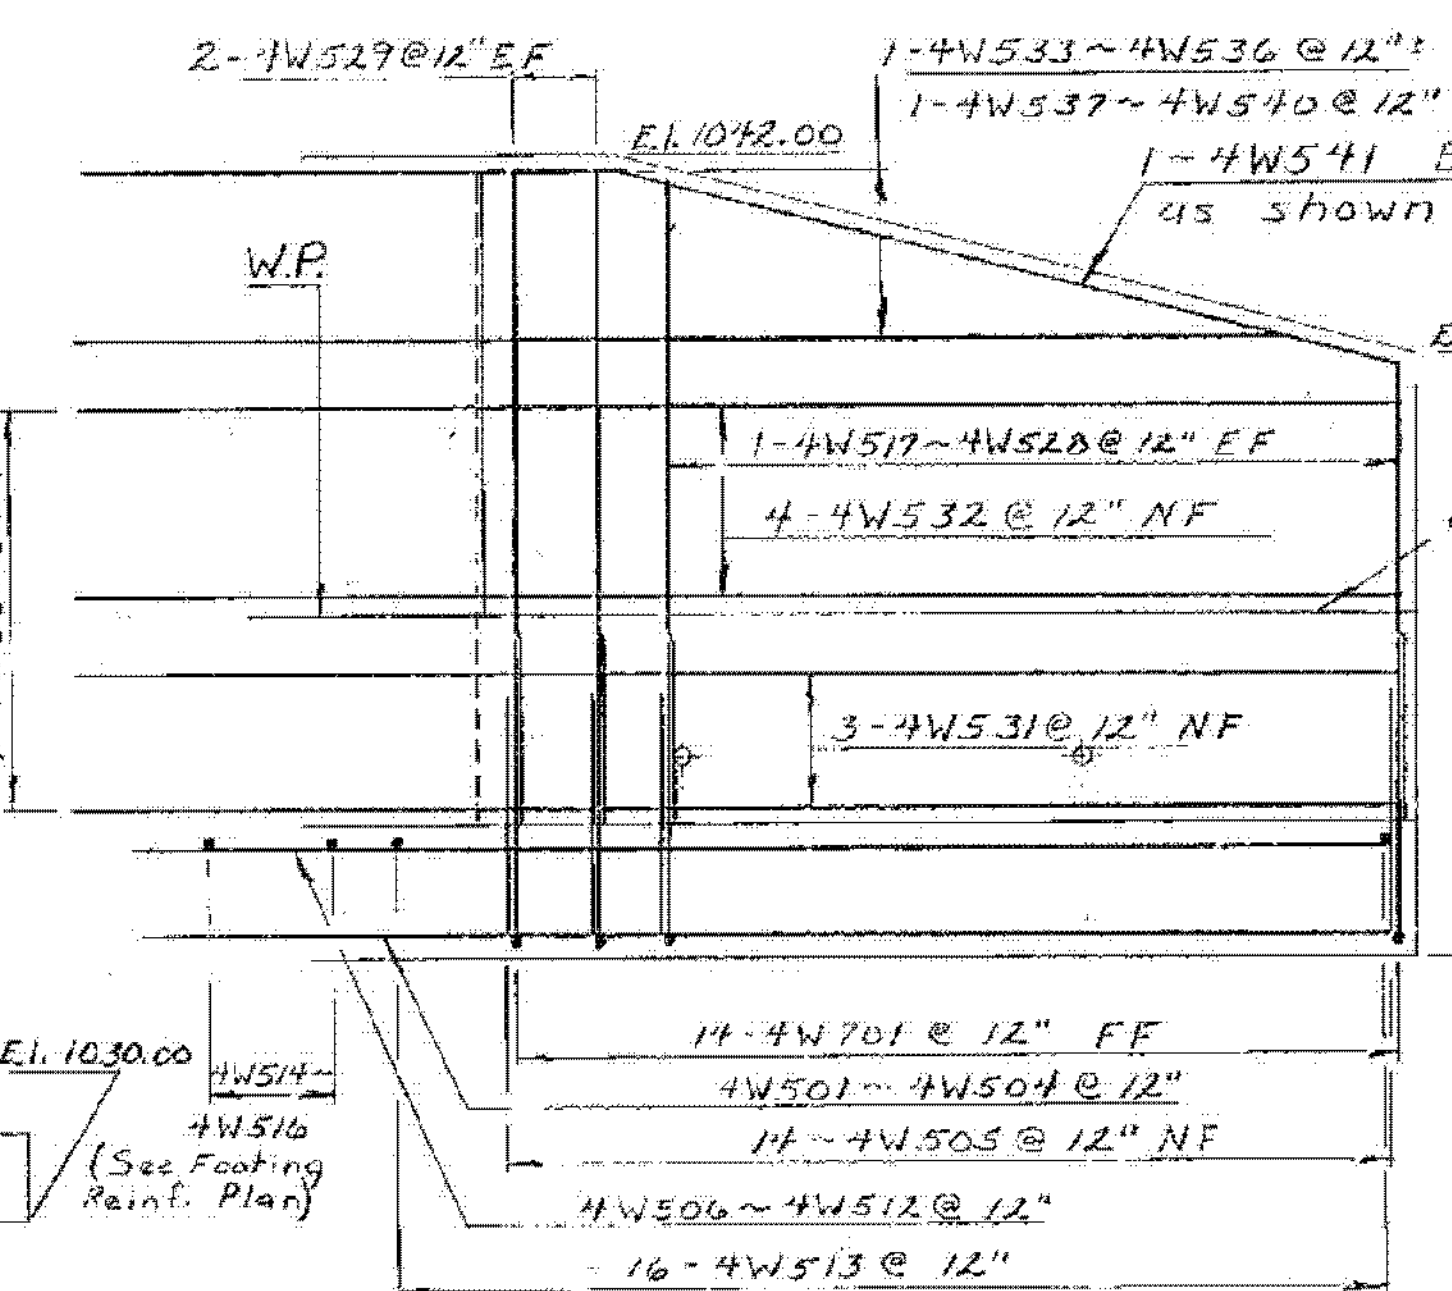 2-4W529@12"EF
1-4W533~4W536 @ 12"±
1-4W537~4W540 @ 12"
El. 1042.00
1-4W541 E
as shown
W.P.
E
1-4W517~4W528@ 12" EF
4-4W532 @ 12" NF
3-4W531@ 12" NF
14-4W701 @ 12" FF
El. 1030.00
4W514~
4W516
(See Footing
Reinf. Plan)
4W501~4W504 @ 12"
14-4W505 @ 12" NF
4W506~4W512 @ 12"
16-4W513 @ 12"